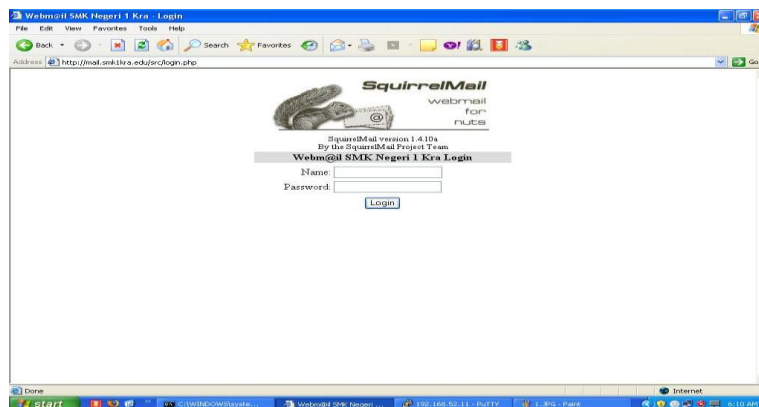 Webm@il SMK Negeri 1 Kra - Login
File Edit View Favorites Tools Help
Back Search Favorites
Address http://mail.smk1kra.edu/src/login.php Go
SquirrelMail
webmail
for
nuts
SquirrelMail version 1.4.10a
By the SquirrelMail Project Team
Webm@il SMK Negeri 1 Kra Login
Name:
Password:
Login
Done Internet
start C:\WINDOWS\syste... Webm@il SMK Negeri ... 192.168.52.11 - PuTTY 1.JPG - Paint 6:10 AM